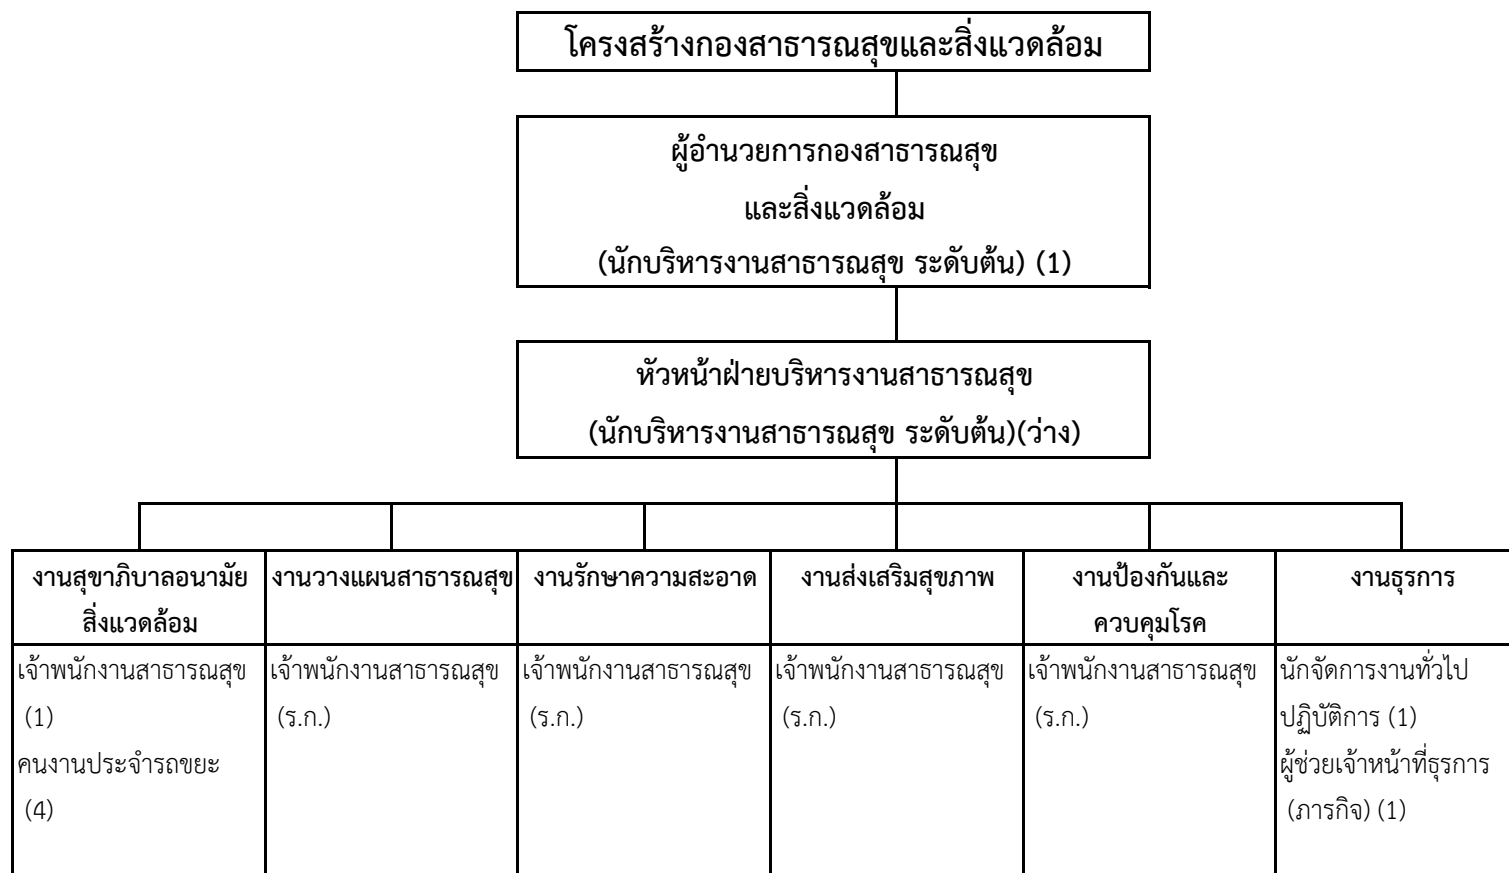 โครงสร้างกองสาธารณสุขและสิ่งแวดล้อม
ผู้อำนวยการกองสาธารณสุข
และสิ่งแวดล้อม
(นักบริหารงานสาธารณสุข ระดับต้น) (1)
หัวหน้าฝ่ายบริหารงานสาธารณสุข
(นักบริหารงานสาธารณสุข ระดับต้น)(ว่าง)
งานสุขาภิบาลอนามัย
สิ่งแวดล้อม
เจ้าพนักงานสาธารณสุข
(1)
คนงานประจำรถขยะ
(4)
งานวางแผนสาธารณสุข
เจ้าพนักงานสาธารณสุข
(ร.ก.)
งานรักษาความสะอาด
เจ้าพนักงานสาธารณสุข
(ร.ก.)
งานส่งเสริมสุขภาพ
เจ้าพนักงานสาธารณสุข
(ร.ก.)
งานป้องกันและ
ควบคุมโรค
เจ้าพนักงานสาธารณสุข
(ร.ก.)
งานธุรการ
นักจัดการงานทั่วไป
ปฏิบัติการ (1)
ผู้ช่วยเจ้าหน้าที่ธุรการ
(ภารกิจ) (1)